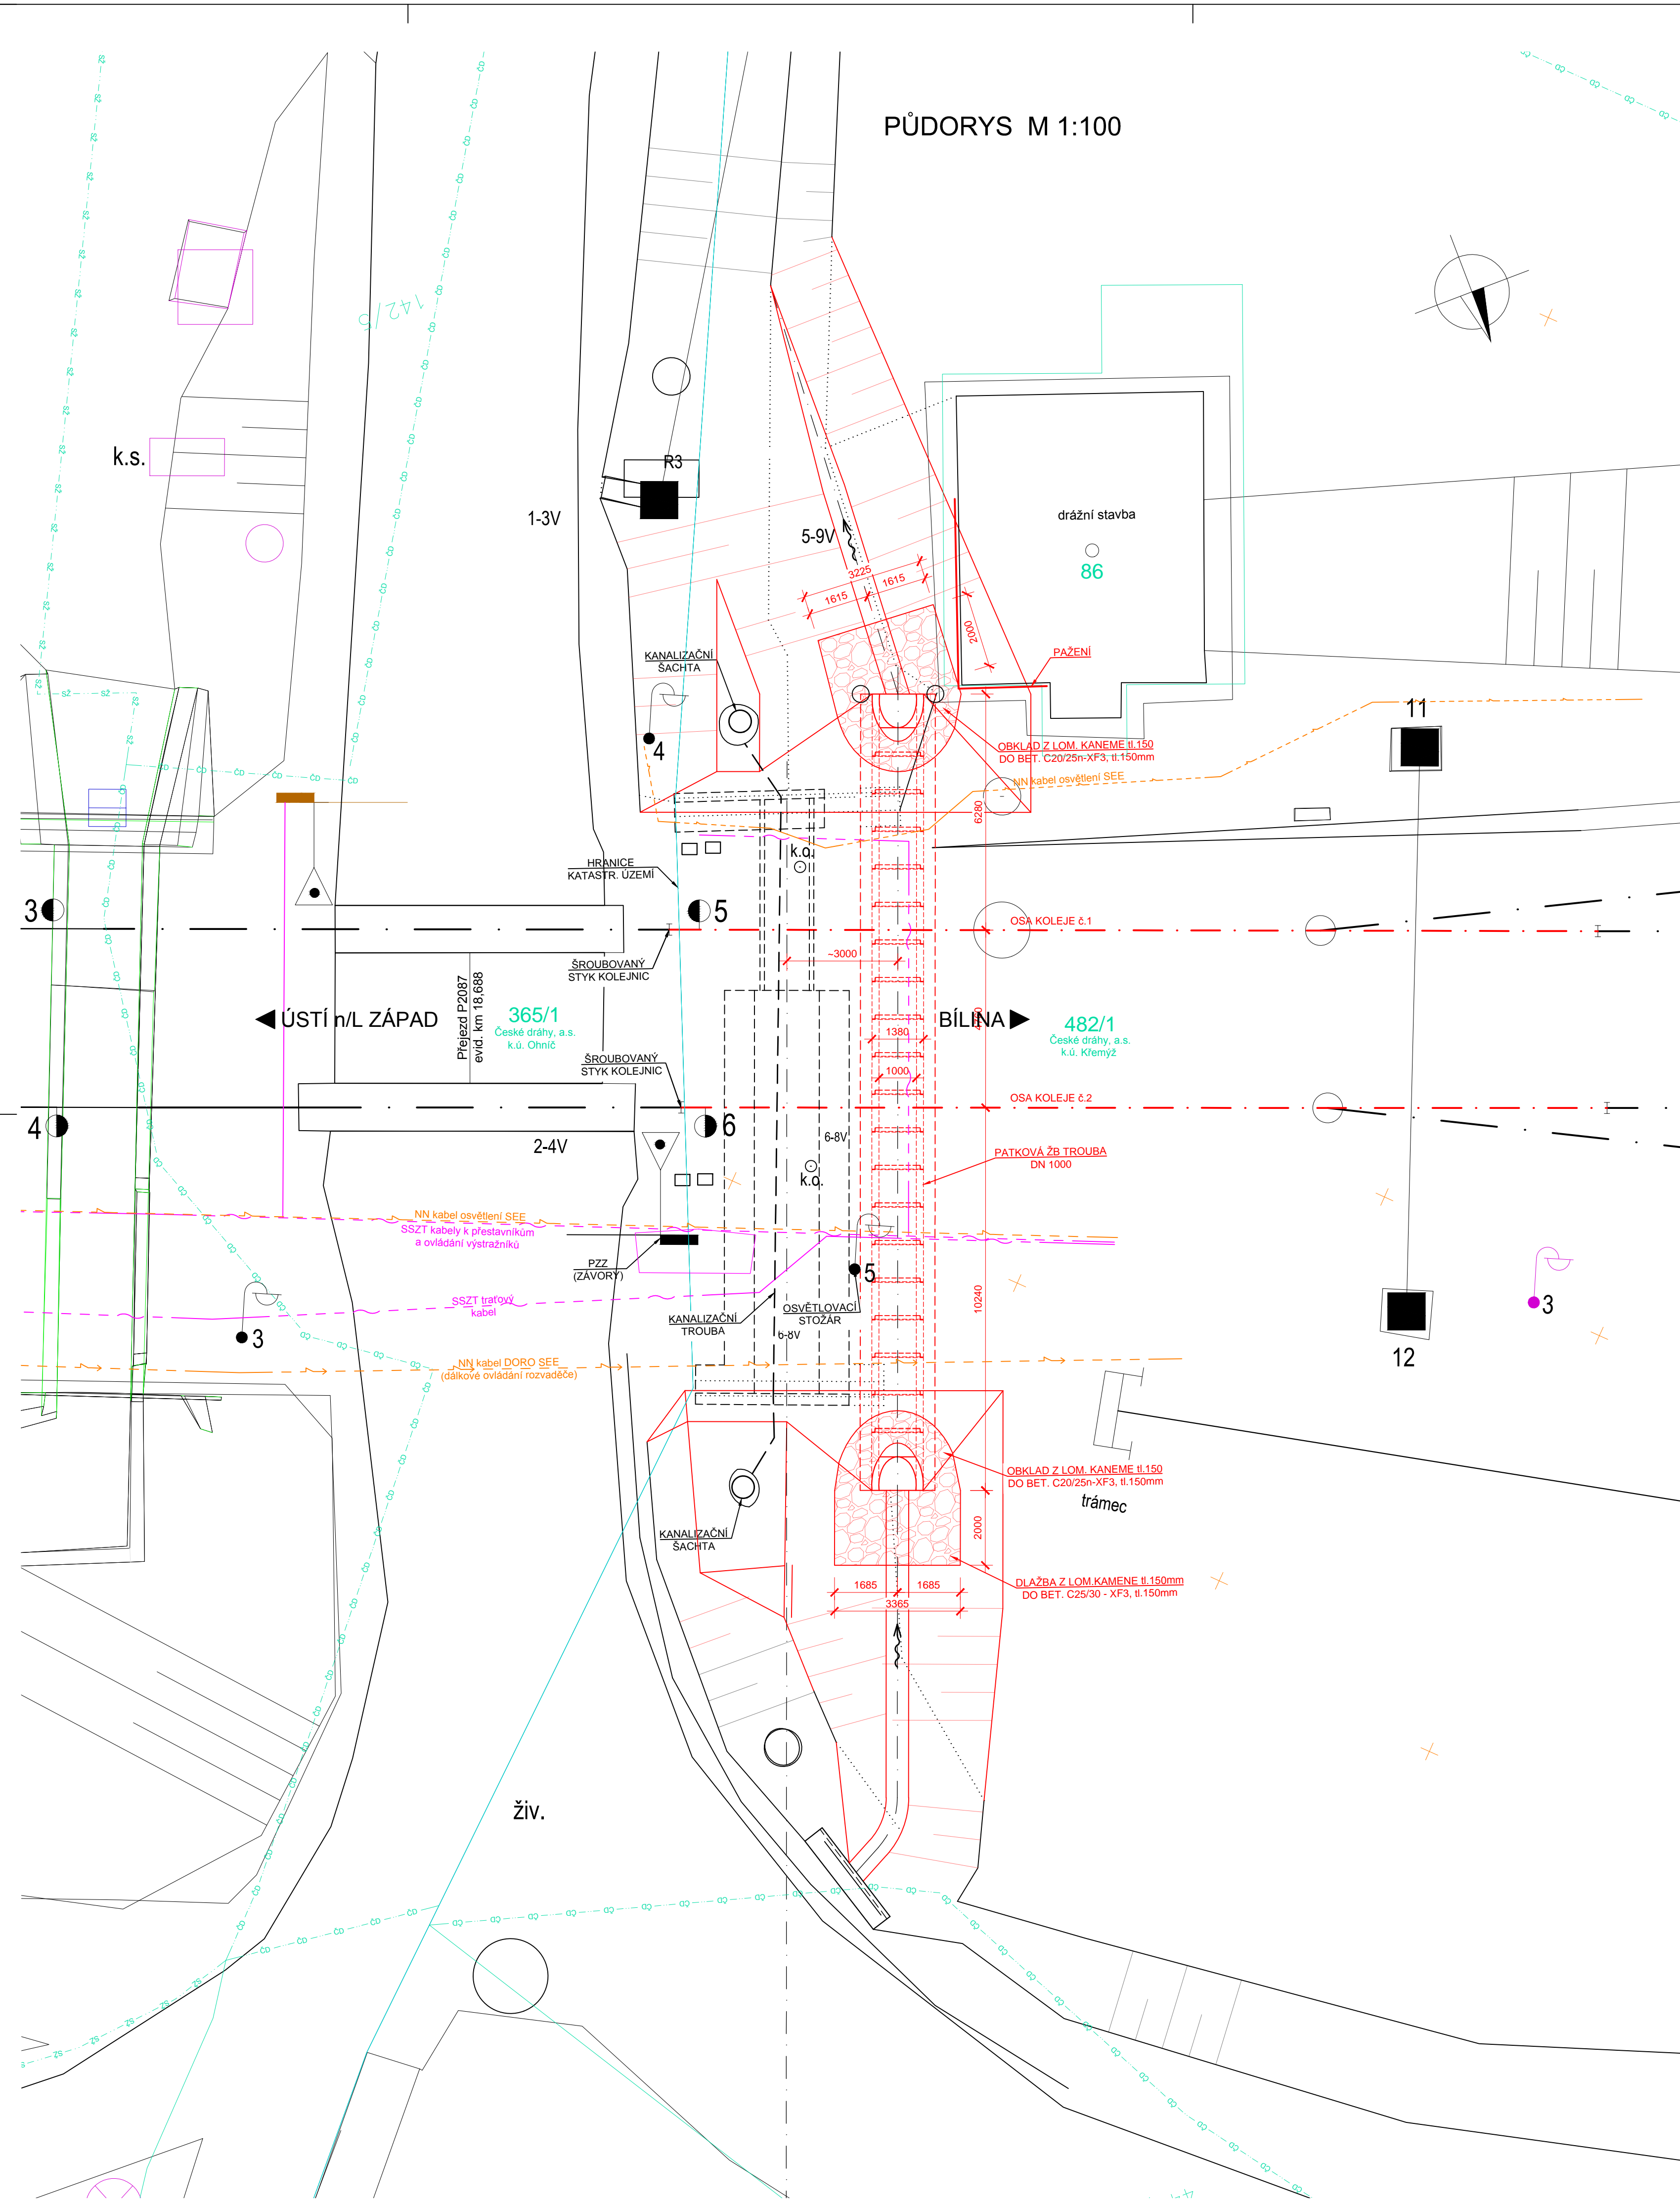 PŮDORYS M 1:100
142/5
k.s.
R3
1-3V
5-9V
drážní stavba
86
3225
1615
1615
2000
PAŽENÍ
KANALIZAČNÍ
ŠACHTA
4
11
OBKLAD Z LOM. KANEME tl.150
DO BET. C20/25n-XF3, tl.150mm
NN kabel osvětlení SEE
6280
k.o.
HRANICE
KATASTR. ÚZEMÍ
3
5
OSA KOLEJE č.1
ŠROUBOVANÝ
STYK KOLEJNIC
~3000
ÚSTÍ n/L ZÁPAD
Přejezd P2087
evid. km 18,688
365/1
České dráhy, a.s.
k.ú. Ohníč
BÍLINA
482/1
České dráhy, a.s.
k.ú. Křemýž
1380
ŠROUBOVANÝ
STYK KOLEJNIC
1000
OSA KOLEJE č.2
4
6
2-4V
6-8V
k.o.
PATKOVÁ ŽB TROUBA
DN 1000
NN kabel osvětlení SEE
SSZT kabely k přestavníkům
a ovládání výstražníků
PZZ
(ZÁVORY)
5
SSZT traťový
kabel
3
KANALIZAČNÍ
TROUBA
OSVĚTLOVACÍ
STOŽÁR
6-8V
10240
3
12
NN kabel DORO SEE
(dálkové ovládání rozvaděče)
OBKLAD Z LOM. KANEME tl.150
DO BET. C20/25n-XF3, tl.150mm
trámec
KANALIZAČNÍ
ŠACHTA
2000
1685
1685
3365
DLAŽBA Z LOM.KAMENE tl.150mm
DO BET. C25/30 - XF3, tl.150mm
živ.